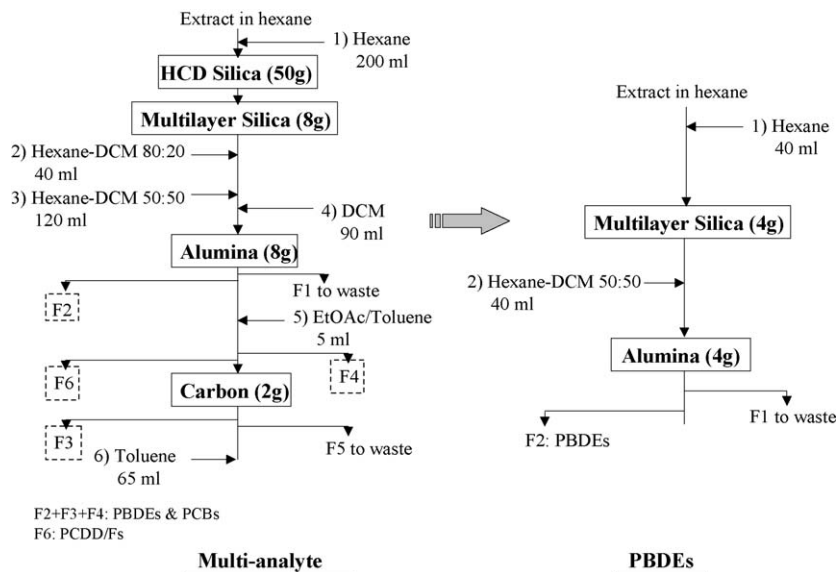 Extract in hexane
1) Hexane
200 ml
HCD Silica (50g)
Multilayer Silica (8g)
2) Hexane-DCM 80:20
40 ml
3) Hexane-DCM 50:50
120 ml
4) DCM
90 ml
Alumina (8g)
F2
F1 to waste
5) EtOAc/Toluene
5 ml
F6
F4
Carbon (2g)
F3
F5 to waste
6) Toluene
65 ml
F2+F3+F4: PBDEs & PCBs
F6: PCDD/Fs
Multi-analyte
Extract in hexane
1) Hexane
40 ml
Multilayer Silica (4g)
2) Hexane-DCM 50:50
40 ml
Alumina (4g)
F1 to waste
F2: PBDEs
PBDEs